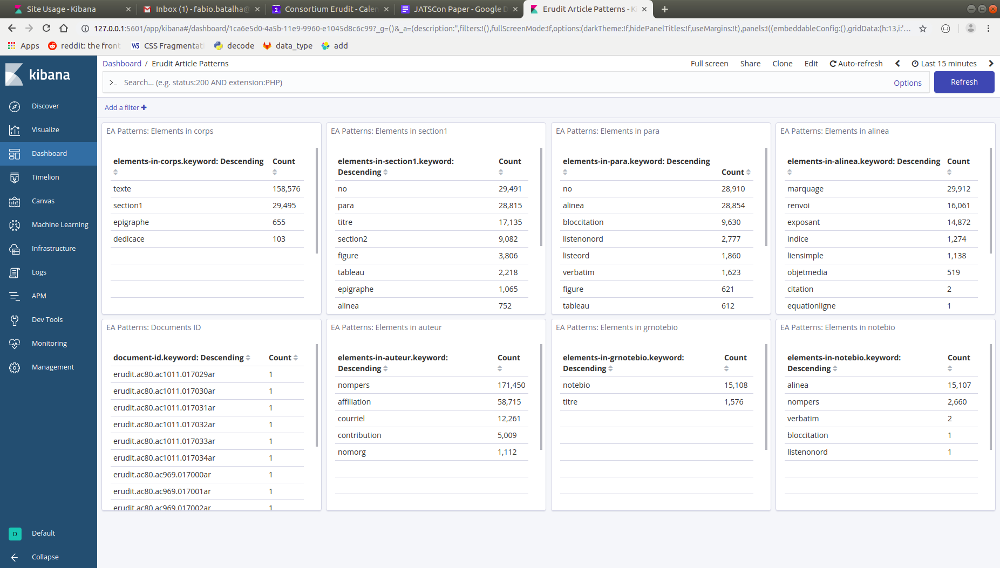 Site Usage - Kibana
Inbox (1) - fabio.batalha@
Consortium Erudit - Calen
JATSCon Paper - Google D
Erudit Article Patterns - K
127.0.0.1:5601/app/kibana#/dashboard/1ca6e5d0-4a5b-11e9-9960-e1045d8c6c99?_g=()&_a=(description:'',filters:!(),fullScreenMode:!f,options:(darkTheme:!f,hidePanelTitles:!f,useMargins:!t),panels:!((embeddableConfig:(),gridData:(h:13,i:'...
Apps
reddit: the front
CSS Fragmentat
decode
data_type
add
kibana
Discover
Visualize
Dashboard
Timelion
Canvas
Machine Learning
Infrastructure
Logs
APM
Dev Tools
Monitoring
Management
D Default
Collapse
Dashboard / Erudit Article Patterns
Full screen Share Clone Edit Auto-refresh Last 15 minutes
>_ Search... (e.g. status:200 AND extension:PHP)
Options
Refresh
Add a filter +
EA Patterns: Elements in corps
elements-in-corps.keyword: Descending Count
texte 158,576
section1 29,495
epigraphe 655
dedicace 103
EA Patterns: Elements in section1
elements-in-section1.keyword: Count
Descending
no 29,491
para 28,815
titre 17,135
section2 9,082
figure 3,806
tableau 2,218
epigraphe 1,065
alinea 752
EA Patterns: Elements in para
elements-in-para.keyword: Descending
Count
no 28,910
alinea 28,854
bloccitation 9,630
listenonord 2,777
listeord 1,860
verbatim 1,623
figure 621
tableau 612
EA Patterns: Elements in alinea
elements-in-alinea.keyword: Descending Count
marquage 29,912
renvoi 16,061
exposant 14,872
indice 1,274
liensimple 1,138
objetmedia 519
citation 2
equationligne 1
EA Patterns: Documents ID
document-id.keyword: Descending Count
erudit.ac80.ac1011.017029ar 1
erudit.ac80.ac1011.017030ar 1
erudit.ac80.ac1011.017031ar 1
erudit.ac80.ac1011.017032ar 1
erudit.ac80.ac1011.017033ar 1
erudit.ac80.ac1011.017034ar 1
erudit.ac80.ac969.017000ar 1
erudit.ac80.ac969.017001ar 1
erudit.ac80.ac969.017002ar 1
EA Patterns: Elements in auteur
elements-in-auteur.keyword: Count
Descending
nompers 171,450
affiliation 58,715
courriel 12,261
contribution 5,009
nomorg 1,112
EA Patterns: Elements in grnotebio
elements-in-grnotebio.keyword: Count
Descending
notebio 15,108
titre 1,576
EA Patterns: Elements in notebio
elements-in-notebio.keyword: Count
Descending
alinea 15,107
nompers 2,660
verbatim 2
bloccitation 1
listenonord 1